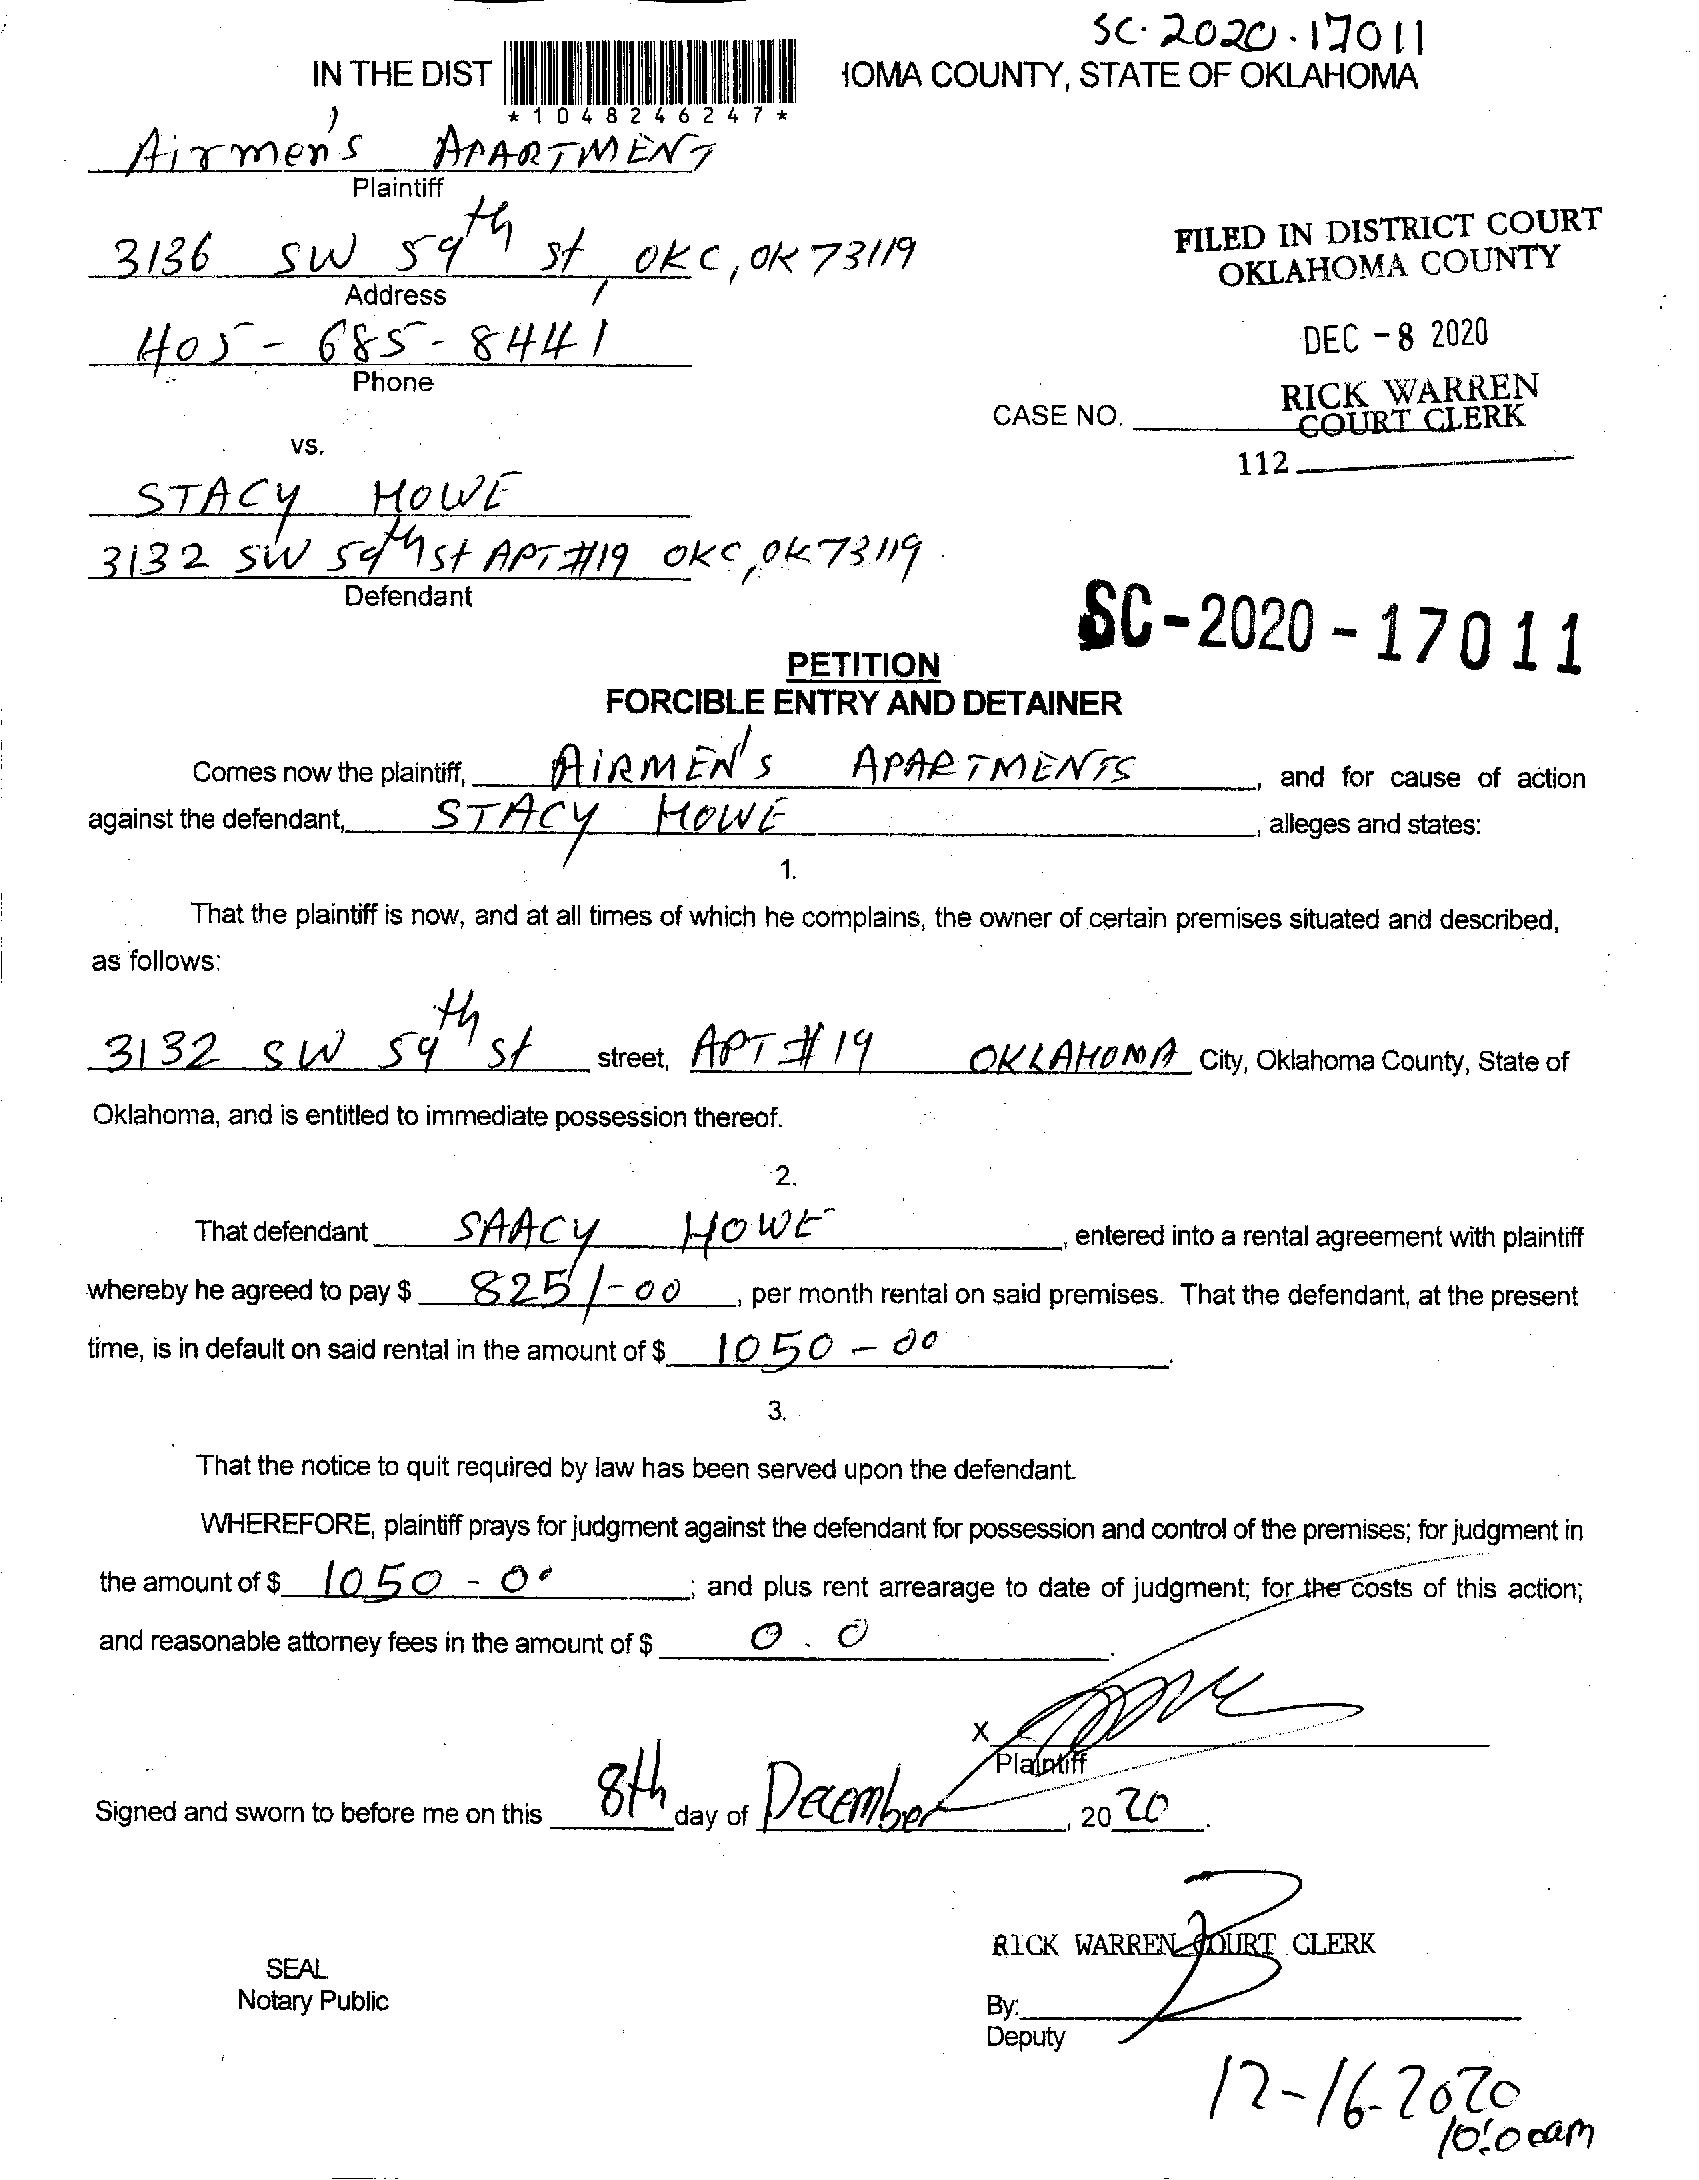 SC-2020-17011
IN THE DIST IOMA COUNTY, STATE OF OKLAHOMA
*1048246247*
Airmen's APARTMENT
Plaintiff
3136 SW 59th st, OKC, OK 73119
Address
405-685-8441
Phone
FILED IN DISTRICT COURT
OKLAHOMA COUNTY
DEC -8 2020
RICK WARREN
COURT CLERK
CASE NO.
112
vs.
STACY HOWE
3132 SW 59th St APT #19 OKC, OK 73119
Defendant
SC-2020-17011
PETITION
FORCIBLE ENTRY AND DETAINER
Comes now the plaintiff, AIRMEN's APARTMENTS, and for cause of action
against the defendant, STACY HOWE, alleges and states:
1.
That the plaintiff is now, and at all times of which he complains, the owner of certain premises situated and described,
as follows:
3132 SW 59th st street, APT #19 OKLAHOMA City, Oklahoma County, State of
Oklahoma, and is entitled to immediate possession thereof.
2.
That defendant SAACY HOWE, entered into a rental agreement with plaintiff
whereby he agreed to pay $ 825/-00, per month rental on said premises. That the defendant, at the present
time, is in default on said rental in the amount of $ 1050-00.
3.
That the notice to quit required by law has been served upon the defendant.
WHEREFORE, plaintiff prays for judgment against the defendant for possession and control of the premises; for judgment in
the amount of $ 1050-00; and plus rent arrearage to date of judgment; for the costs of this action;
and reasonable attorney fees in the amount of $ 0.0.
X
Plaintiff
Signed and sworn to before me on this 8th day of December, 2020.
RICK WARREN COURT CLERK
SEAL
Notary Public
By:
Deputy
12-16-2020
10:00am